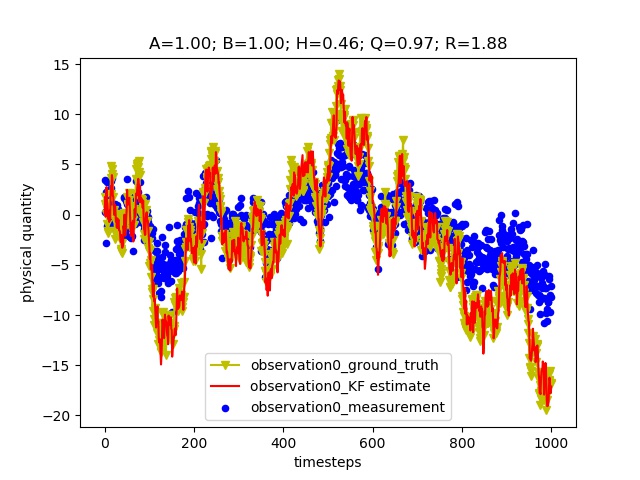 A=1.00; B=1.00; H=0.46; Q=0.97; R=1.88
physical quantity
15
10
5
0
−5
−10
−15
−20
observation0_ground_truth
observation0_KF estimate
observation0_measurement
0 200 400 600 800 1000
timesteps